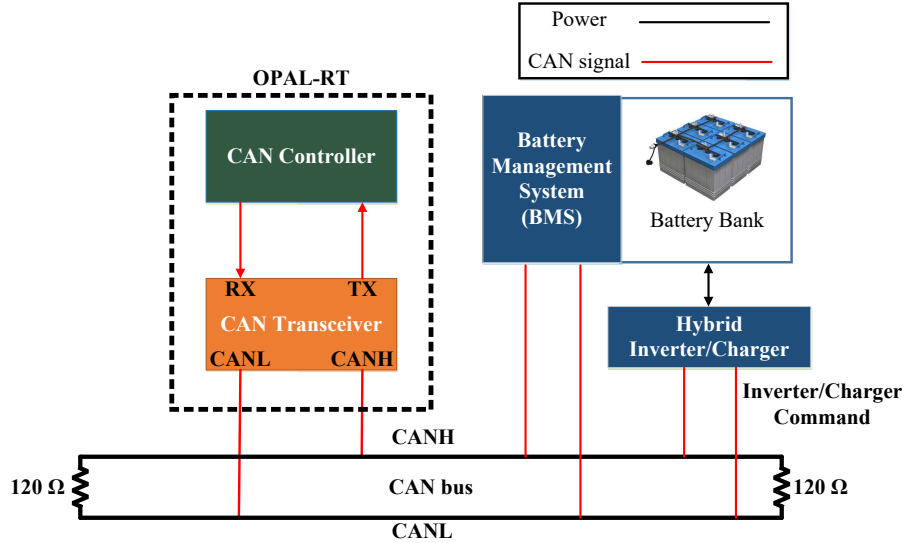 Power
CAN signal
OPAL-RT
CAN Controller
RX TX
CAN Transceiver
CANL CANH
Battery
Management
System
(BMS)
Battery Bank
Hybrid
Inverter/Charger
Inverter/Charger
Command
CANH
120 Ω
CAN bus
120 Ω
CANL